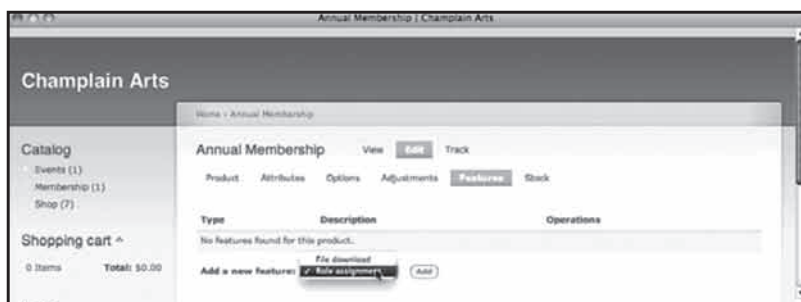 Annual Membership | Champlain Arts
Champlain Arts
Home › Annual Membership
Catalog
Events (1)
Membership (1)
Shop (7)
Shopping cart ^
0 Items Total: $0.00
Annual Membership View Edit Track
Product Attributes Options Adjustments Features Stock
Type Description Operations
No features found for this product.
File download
Add a new feature: ✓ Role assignment Add